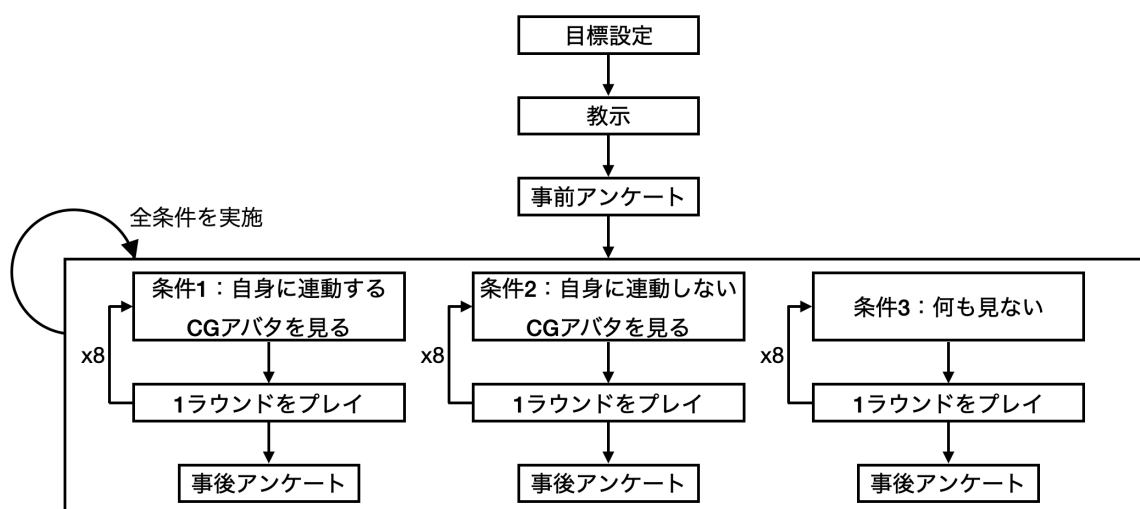 目標設定
教示
事前アンケート
全条件を実施
条件1：自身に連動する
CGアバタを見る
条件2：自身に連動しない
CGアバタを見る
条件3：何も見ない
x8
x8
x8
1ラウンドをプレイ
1ラウンドをプレイ
1ラウンドをプレイ
事後アンケート
事後アンケート
事後アンケート